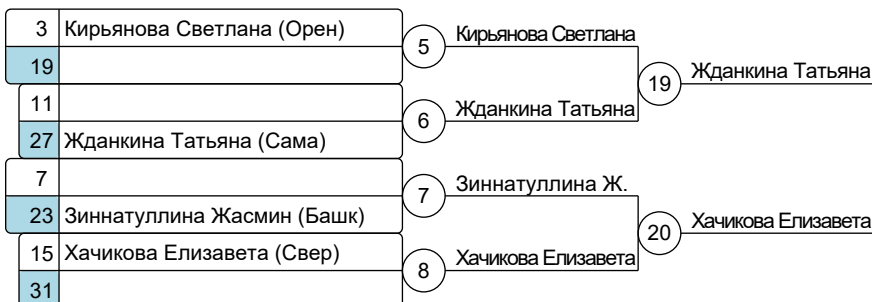 3 Кирьянова Светлана (Орен)
19
5
Кирьянова Светлана
11
27 Жданкина Татьяна (Сама)
6
Жданкина Татьяна
19
Жданкина Татьяна
7
23 Зиннатуллина Жасмин (Башк)
7
Зиннатуллина Ж.
15 Хачикова Елизавета (Свер)
31
8
Хачикова Елизавета
20
Хачикова Елизавета